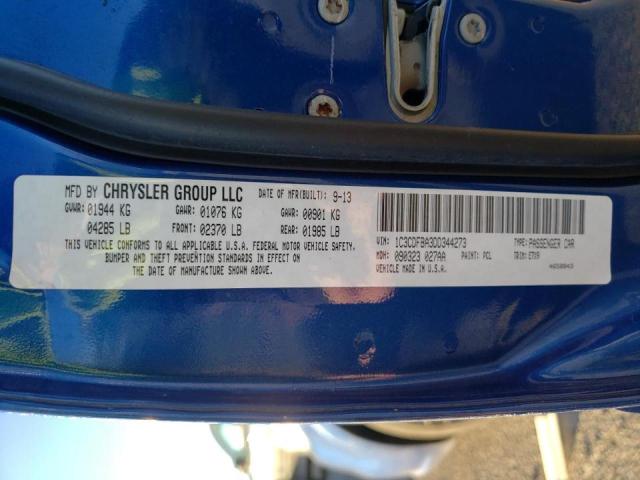 MFD BY CHRYSLER GROUP LLC DATE OF MFR(BUILT): 9-13
GVWR: 01944 KG GAWR: 01076 KG GAWR: 00901 KG
04285 LB FRONT: 02370 LB REAR: 01985 LB
THIS VEHICLE CONFORMS TO ALL APPLICABLE U.S.A. FEDERAL MOTOR VEHICLE SAFETY,
BUMPER AND THEFT PREVENTION STANDARDS IN EFFECT ON
THE DATE OF MANUFACTURE SHOWN ABOVE.
VIN: 1C3CDFBA3DD344273 TYPE: PASSENGER CAR
MDH: 090323 027AA PAINT: PCL TRIM: E7X9
VEHICLE MADE IN U.S.A.